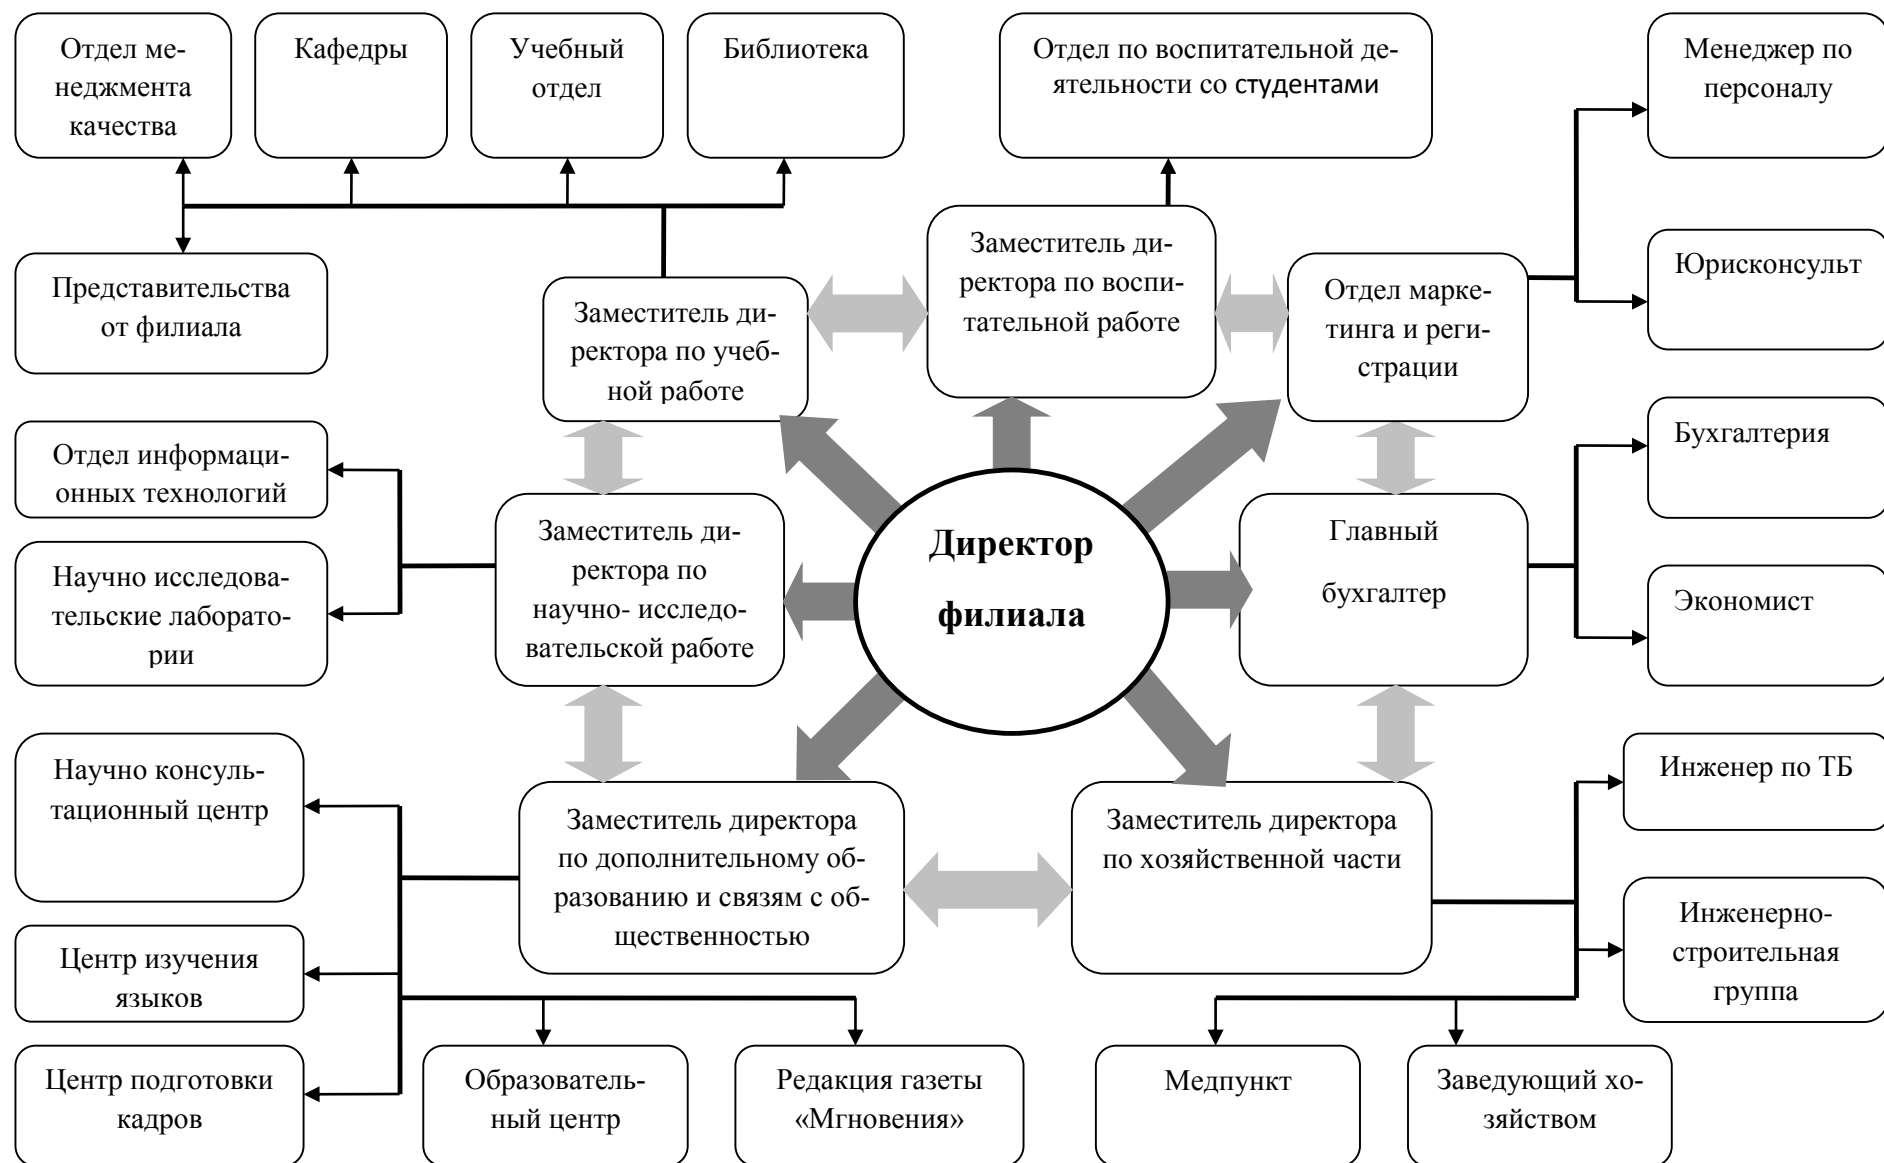 Отдел ме-
неджмента
качества
Кафедры
Учебный
отдел
Библиотека
Отдел по воспитательной де-
ятельности со студентами
Менеджер по
персоналу
Представительства
от филиала
Заместитель ди-
ректора по учеб-
ной работе
Заместитель ди-
ректора по воспи-
тательной работе
Отдел марке-
тинга и реги-
страции
Юрисконсульт
Отдел информаци-
онных технологий
Научно исследова-
тельские лаборато-
рии
Заместитель ди-
ректора по
научно- исследо-
вательской работе
Директор
филиала
Главный
бухгалтер
Бухгалтерия
Экономист
Научно консуль-
тационный центр
Центр изучения
языков
Центр подготовки
кадров
Заместитель директора
по дополнительному об-
разованию и связям с об-
щественностью
Заместитель директора
по хозяйственной части
Инженер по ТБ
Инженерно-
строительная
группа
Образователь-
ный центр
Редакция газеты
«Мгновения»
Медпункт
Заведующий хо-
зяйством